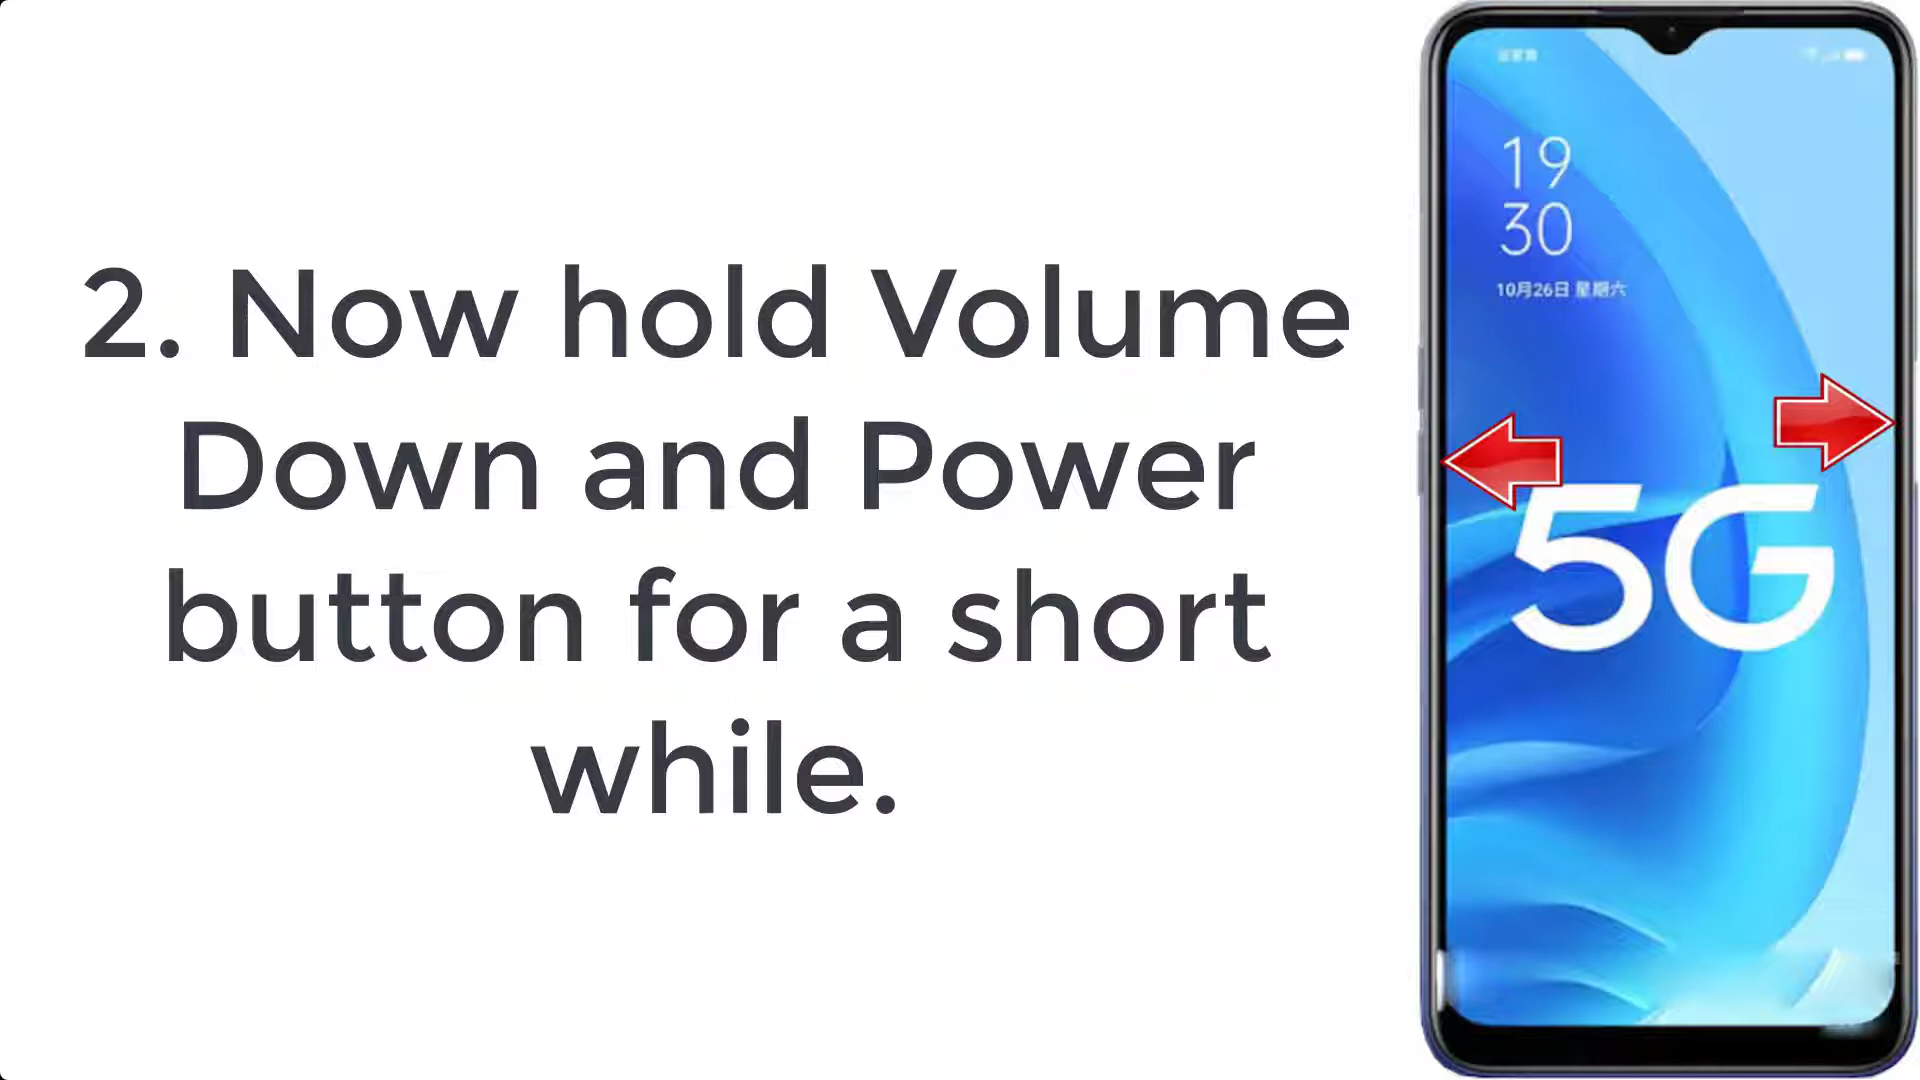 2. Now hold Volume
Down and Power
button for a short
while.
19
30
10月26日 星期六
5G